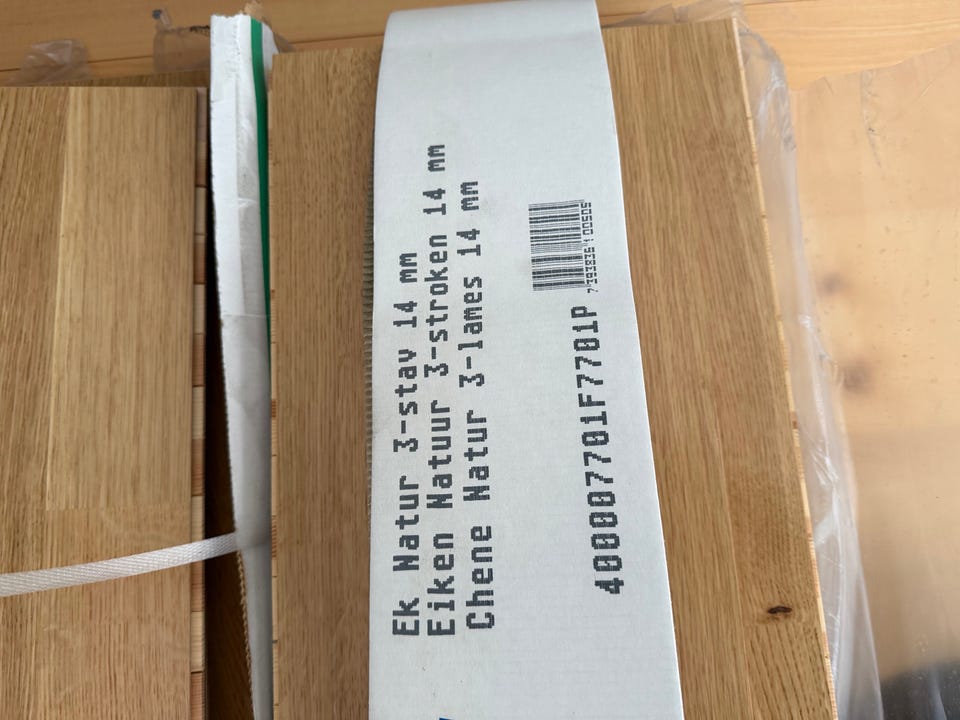 Ek Natur 3-stav 14 mm
Eiken Natuur 3-stroken 14 mm
Chene Natur 3-lames 14 mm
400007701F7701P